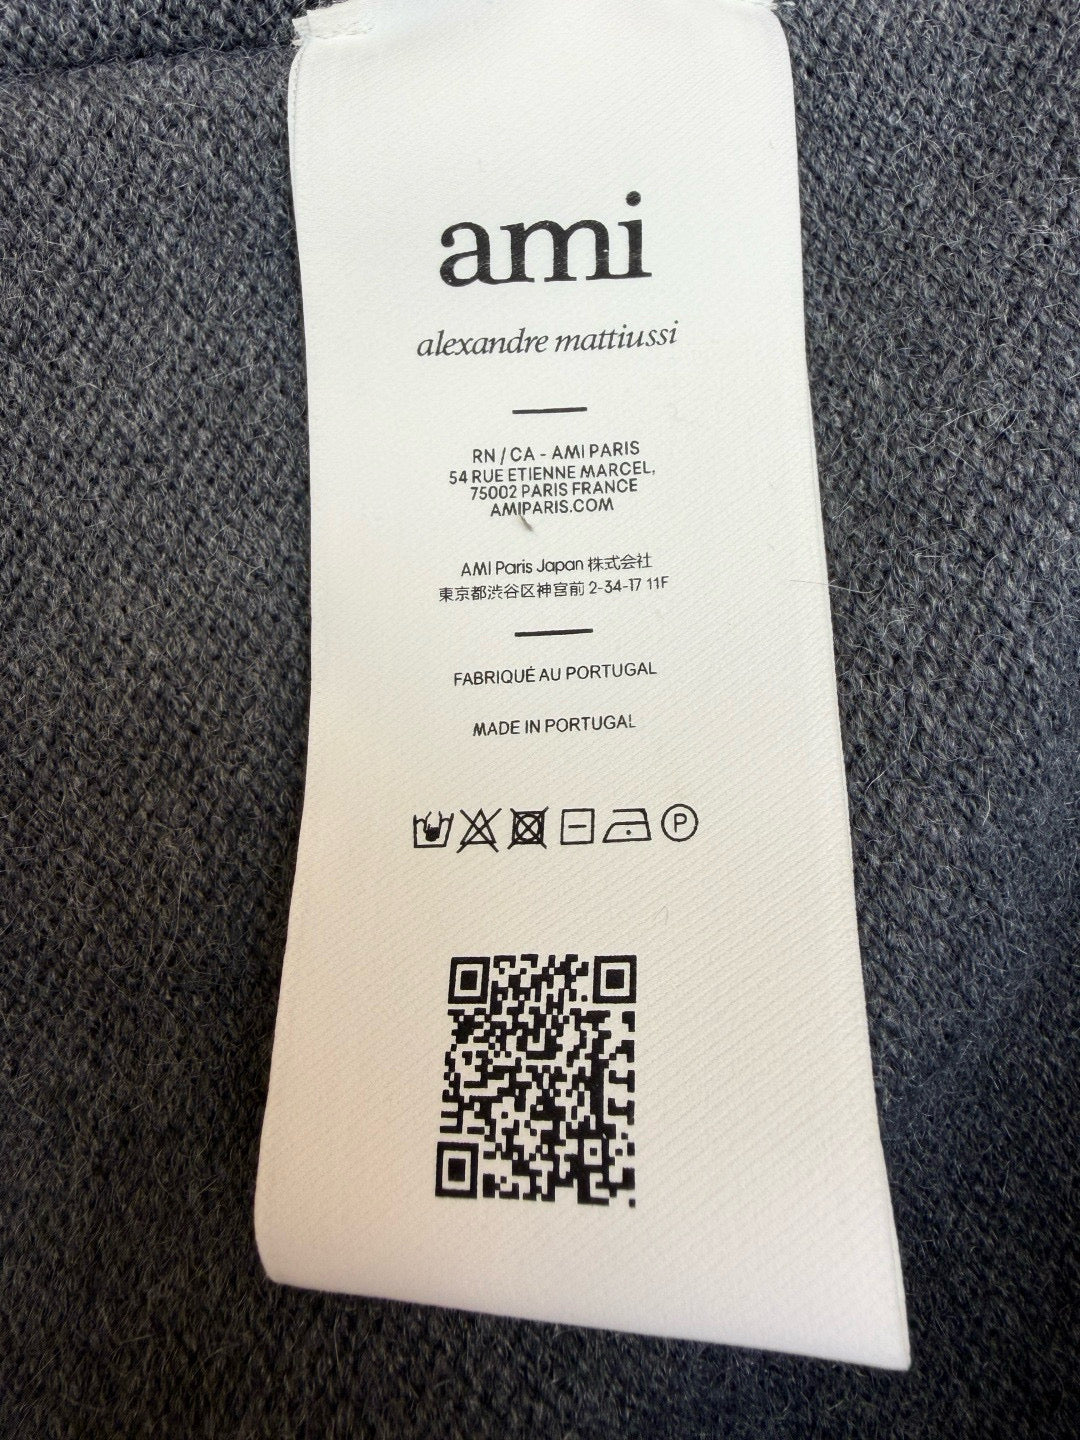 ami
alexandre mattiussi
RN / CA - AMI PARIS
54 RUE ETIENNE MARCEL,
75002 PARIS FRANCE
AMIPARIS.COM
AMI Paris Japan 株式会社
東京都渋谷区神宮前 2-34-17 11F
FABRIQUÉ AU PORTUGAL
MADE IN PORTUGAL
P